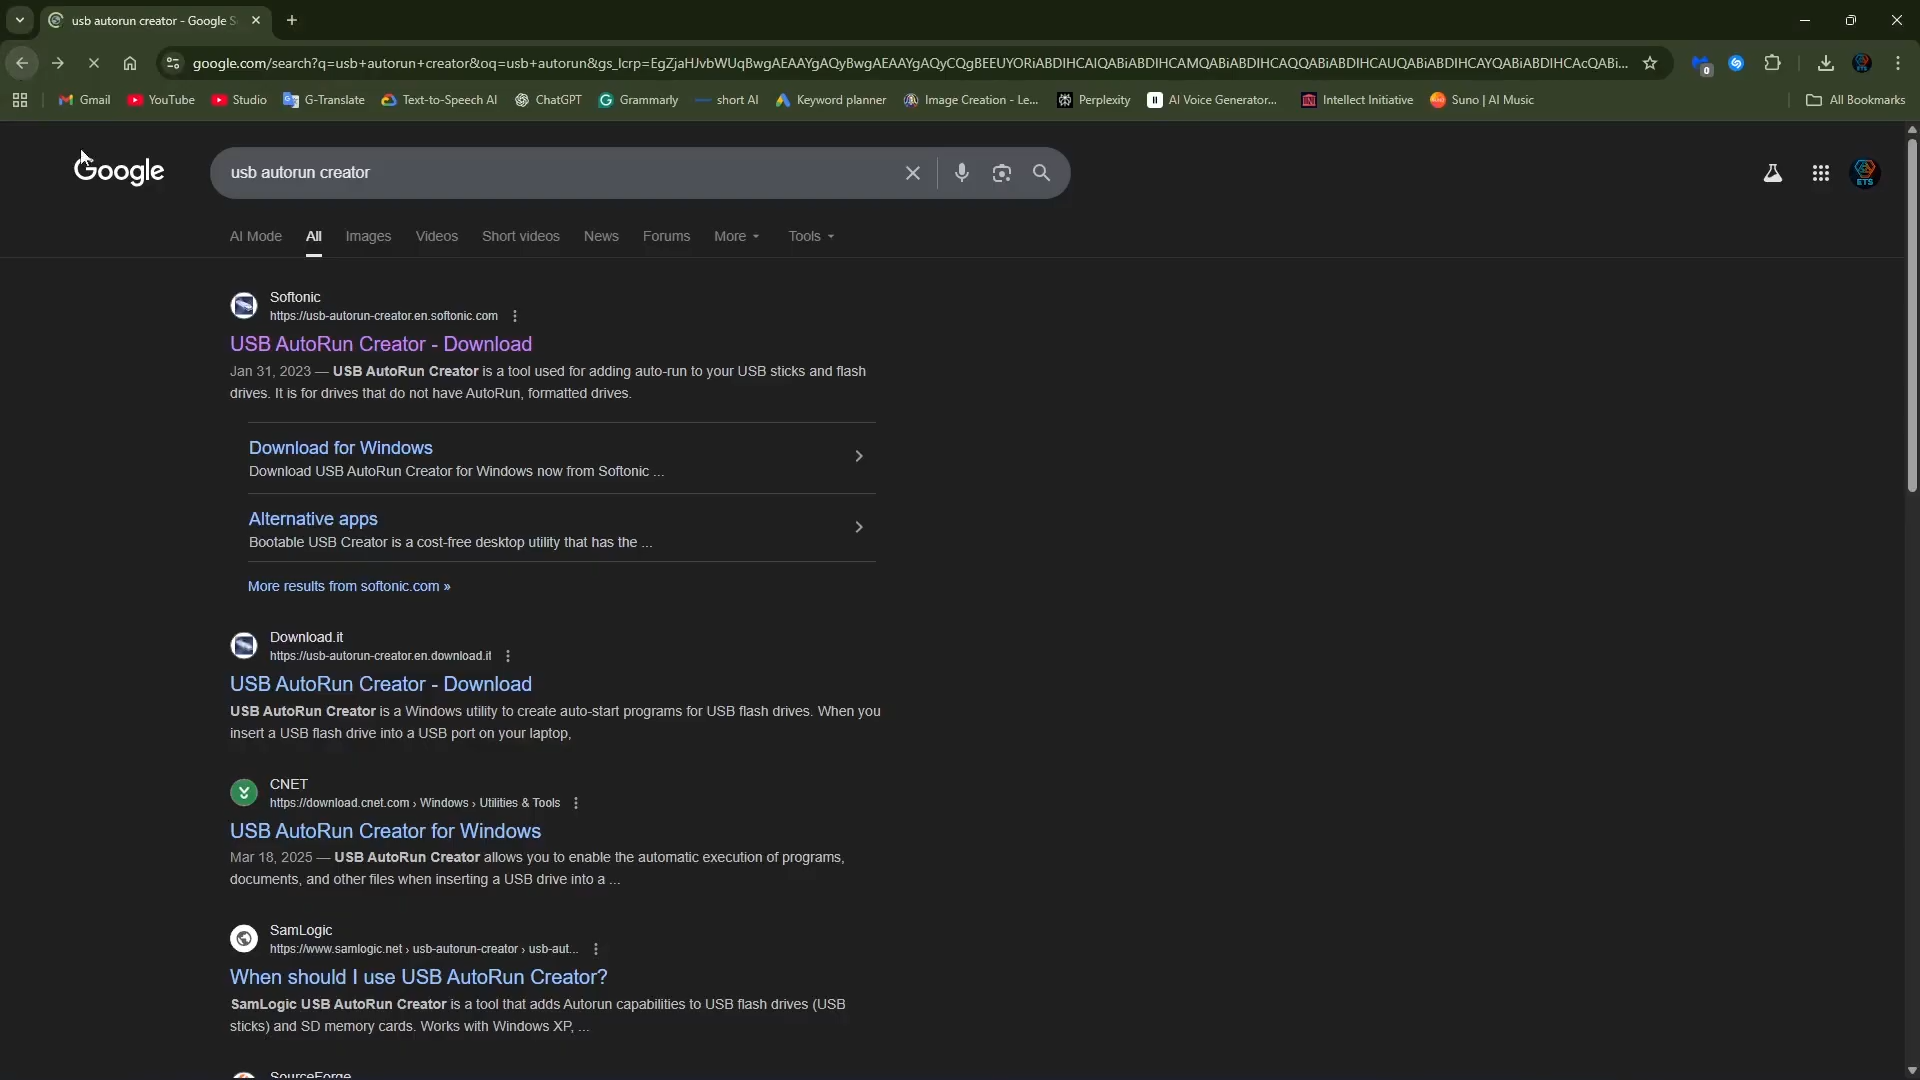 usb autorun creator - Google S
google.com/search?q=usb+autorun+creator&oq=usb+autorun&gs_lcrp=EgZjaHJvbWUqBwgAEAAYgAQyBwgAEAAYgAQyCQgBEEUYORiABDIHCAIQABiABDIHCAMQABiABDIHCAQQABiABDIHCAUQABiABDIHCAYQABiABDIHCAcQABi...
0
Gmail YouTube Studio G-Translate Text-to-Speech AI ChatGPT Grammarly short AI Keyword planner Image Creation - Le... Perplexity AI Voice Generator... Intellect Initiative Suno | AI Music All Bookmarks
Google
usb autorun creator
ETS
AI Mode All Images Videos Short videos News Forums More Tools
Softonic
https://usb-autorun-creator.en.softonic.com
USB AutoRun Creator - Download
Jan 31, 2023 — USB AutoRun Creator is a tool used for adding auto-run to your USB sticks and flash
drives. It is for drives that do not have AutoRun, formatted drives.
Download for Windows
Download USB AutoRun Creator for Windows now from Softonic ...
Alternative apps
Bootable USB Creator is a cost-free desktop utility that has the ...
More results from softonic.com »
Download.it
https://usb-autorun-creator.en.download.it
USB AutoRun Creator - Download
USB AutoRun Creator is a Windows utility to create auto-start programs for USB flash drives. When you
insert a USB flash drive into a USB port on your laptop,
CNET
https://download.cnet.com › Windows › Utilities & Tools
USB AutoRun Creator for Windows
Mar 18, 2025 — USB AutoRun Creator allows you to enable the automatic execution of programs,
documents, and other files when inserting a USB drive into a ...
SamLogic
https://www.samlogic.net › usb-autorun-creator › usb-aut...
When should I use USB AutoRun Creator?
SamLogic USB AutoRun Creator is a tool that adds Autorun capabilities to USB flash drives (USB
sticks) and SD memory cards. Works with Windows XP, ...
SourceForge